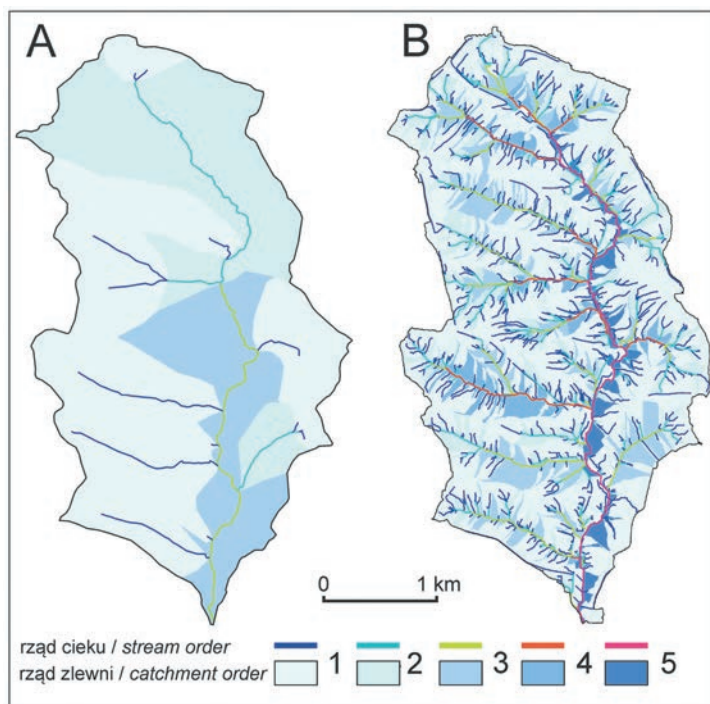 A B
0 1 km
rząd cieku / stream order
rząd zlewni / catchment order
1 2 3 4 5